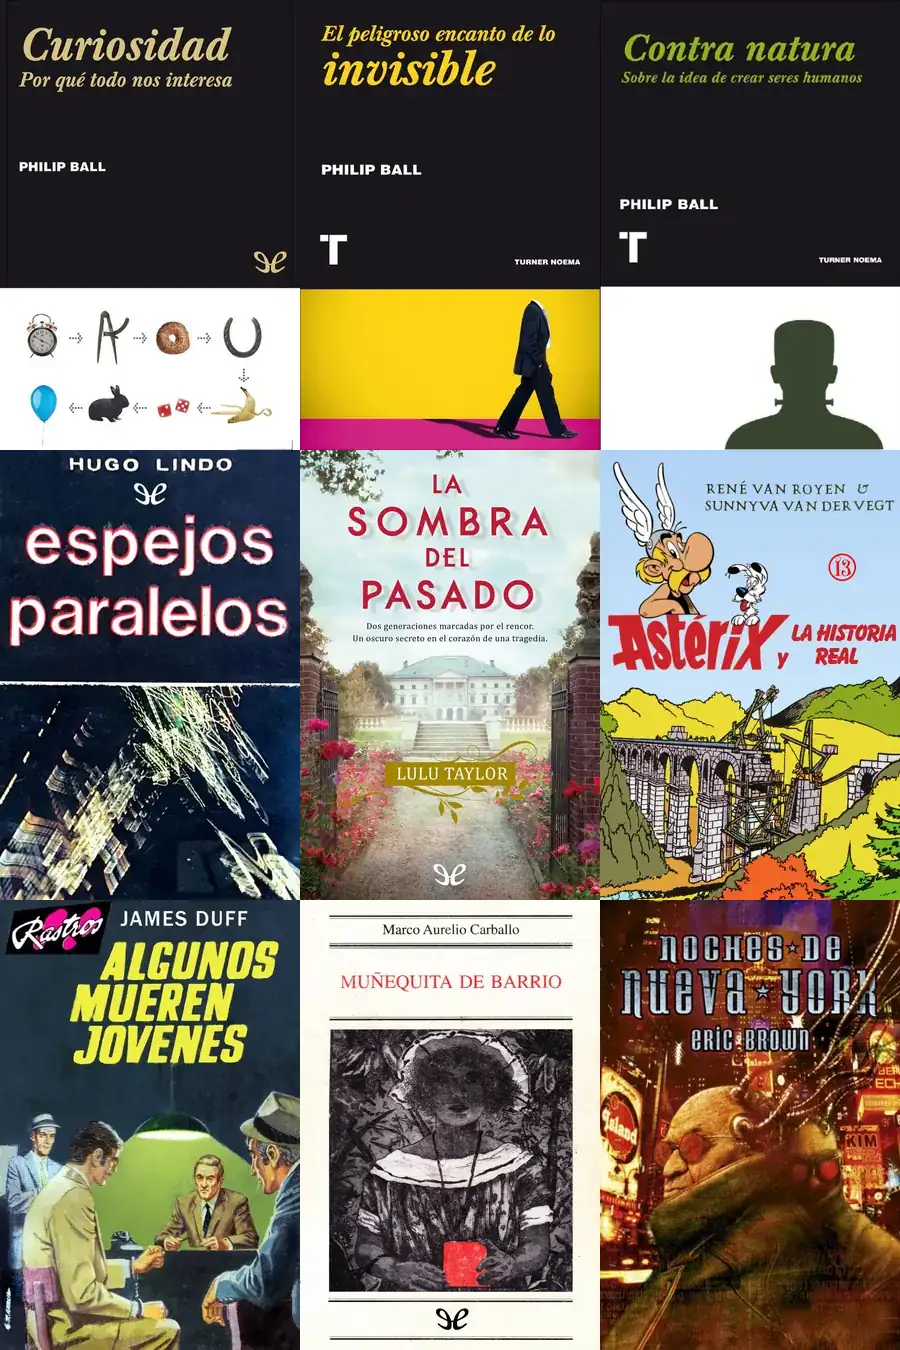 Curiosidad
Por qué todo nos interesa
PHILIP BALL
El peligroso encanto de lo
invisible
PHILIP BALL
T
TURNER NOEMA
Contra natura
Sobre la idea de crear seres humanos
PHILIP BALL
T
TURNER NOEMA
HUGO LINDO
espejos
paralelos
LA
SOMBRA
DEL
PASADO
Dos generaciones marcadas por el rencor.
Un oscuro secreto en el corazón de una tragedia.
LULU TAYLOR
RENÉ VAN ROYEN &
SUNNYVA VAN DER VEGT
13
Astérix y LA HISTORIA
REAL
Rastros
JAMES DUFF
ALGUNOS
MUEREN
JOVENES
Marco Aurelio Carballo
MUÑEQUITA DE BARRIO
NOCHES DE
NUEVA YORK
ERIC BROWN
KIM